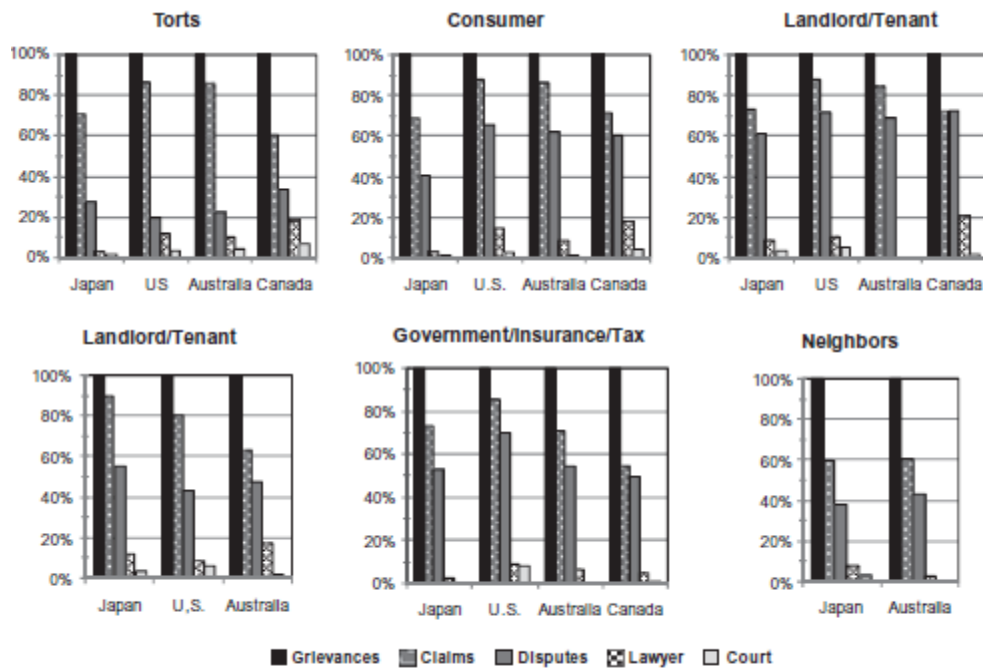 Torts
Consumer
Landlord/Tenant
100%
80%
60%
40%
20%
0%
Japan US Australia Canada
100%
80%
60%
40%
20%
0%
Japan U.S. Australia Canada
100%
80%
60%
40%
20%
0%
Japan US Australia Canada
Landlord/Tenant
Government/Insurance/Tax
Neighbors
100%
80%
60%
40%
20%
0%
Japan U,S. Australia
100%
80%
60%
40%
20%
0%
Japan U.S. Australia Canada
100%
80%
60%
40%
20%
0%
Japan Australia
Grievances Claims Disputes Lawyer Court